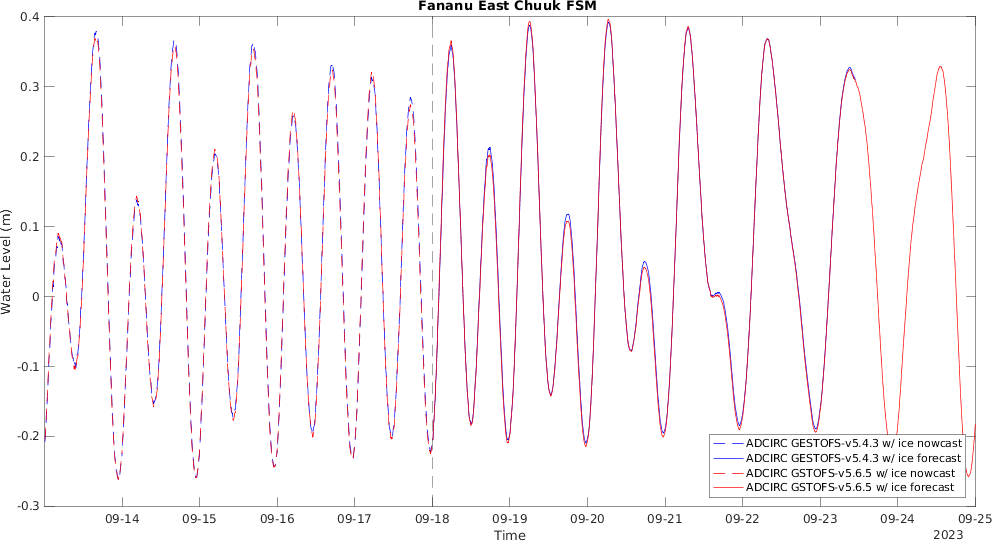 Fananu East Chuuk FSM
0.4
0.3
0.2
0.1
0
-0.1
-0.2
-0.3
Water Level (m)
09-14 09-15 09-16 09-17 09-18 09-19 09-20 09-21 09-22 09-23 09-24 09-25
Time
2023
ADCIRC GESTOFS-v5.4.3 w/ ice nowcast
ADCIRC GESTOFS-v5.4.3 w/ ice forecast
ADCIRC GSTOFS-v5.6.5 w/ ice nowcast
ADCIRC GSTOFS-v5.6.5 w/ ice forecast